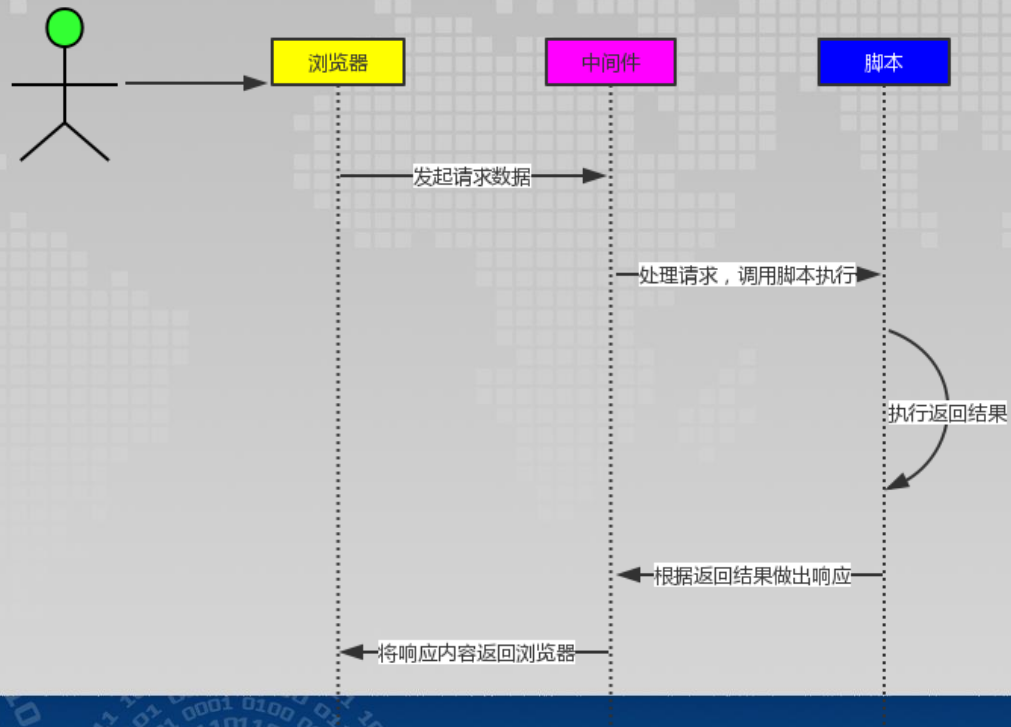 浏览器
中间件
脚本
发起请求数据
处理请求，调用脚本执行
执行返回结果
根据返回结果做出响应
将响应内容返回浏览器
0001 0100